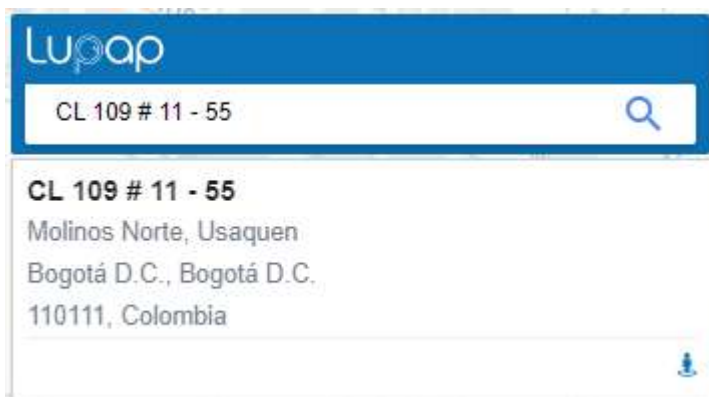 Lupap
CL 109 # 11 - 55
CL 109 # 11 - 55
Molinos Norte, Usaquen
Bogotá D.C., Bogotá D.C.
110111, Colombia